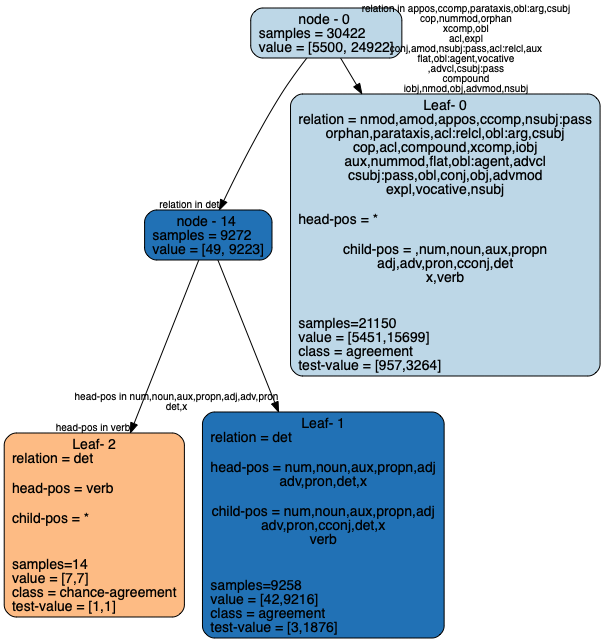 node - 0
samples = 30422
value = [5500, 24922]
relation in appos,ccomp,parataxis,obl:arg,csubj
cop,nummod,orphan
xcomp,obl
acl,expl
conj,amod,nsubj:pass,acl:relcl,aux
flat,obl:agent,vocative
,advcl,csubj:pass
compound
iobj,nmod,obj,advmod,nsubj
Leaf- 0
relation = nmod,amod,appos,ccomp,nsubj:pass
orphan,parataxis,acl:relcl,obl:arg,csubj
cop,acl,compound,xcomp,iobj
aux,nummod,flat,obl:agent,advcl
csubj:pass,obl,conj,obj,advmod
expl,vocative,nsubj
head-pos = *
child-pos = ,num,noun,aux,propn
adj,adv,pron,cconj,det
x,verb
samples=21150
value = [5451,15699]
class = agreement
test-value = [957,3264]
relation in det
node - 14
samples = 9272
value = [49, 9223]
head-pos in num,noun,aux,propn,adj,adv,pron
det,x
head-pos in verb
Leaf- 2
relation = det
head-pos = verb
child-pos = *
samples=14
value = [7,7]
class = chance-agreement
test-value = [1,1]
Leaf- 1
relation = det
head-pos = num,noun,aux,propn,adj
adv,pron,det,x
child-pos = num,noun,aux,propn,adj
adv,pron,cconj,det,x
verb
samples=9258
value = [42,9216]
class = agreement
test-value = [3,1876]